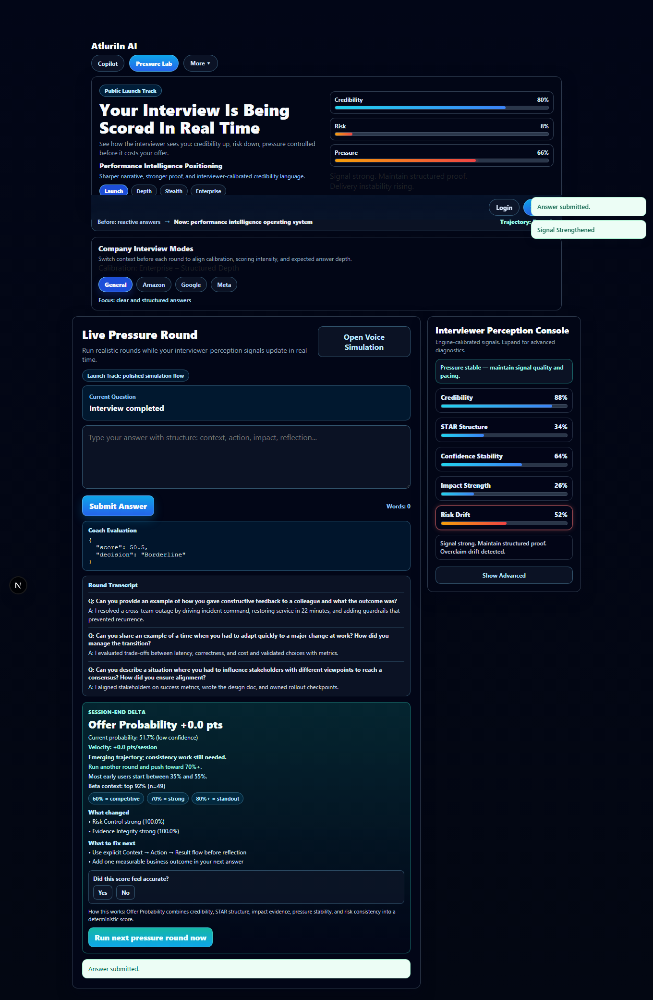 AtluriIn AI
Copilot
Pressure Lab
More ▼
Public Launch Track
Your Interview Is Being
Scored In Real Time
See how the interviewer sees you: credibility up, risk down, pressure controlled
before it costs your offer.
Performance Intelligence Positioning
Sharper narrative, stronger proof, and interviewer-calibrated credibility language.
Launch
Depth
Stealth
Enterprise
Credibility
80%
Risk
8%
Pressure
66%
Signal strong. Maintain structured proof.
Delivery instability rising.
Login
Answer submitted.
Before: reactive answers → Now: performance intelligence operating system
Trajectory:
Signal Strengthened
Company Interview Modes
Switch context before each round to align calibration, scoring intensity, and expected answer depth.
Calibration: Enterprise – Structured Depth
General
Amazon
Google
Meta
Focus: clear and structured answers
Live Pressure Round
Run realistic rounds while your interviewer-perception signals update in real
time.
Open Voice
Simulation
Launch Track: polished simulation flow
Current Question
Interview completed
Type your answer with structure: context, action, impact, reflection...
Submit Answer
Words: 0
Coach Evaluation
{
"score": 50.5,
"decision": "Borderline"
}
Round Transcript
Q: Can you provide an example of how you gave constructive feedback to a colleague and what the outcome was?
A: I resolved a cross-team outage by driving incident command, restoring service in 22 minutes, and adding guardrails that
prevented recurrence.
Q: Can you share an example of a time when you had to adapt quickly to a major change at work? How did you
manage the transition?
A: I evaluated trade-offs between latency, correctness, and cost and validated choices with metrics.
Q: Can you describe a situation where you had to influence stakeholders with different viewpoints to reach a
consensus? How did you ensure alignment?
A: I aligned stakeholders on success metrics, wrote the design doc, and owned rollout checkpoints.
SESSION-END DELTA
Offer Probability +0.0 pts
Current probability: 51.7% (low confidence)
Velocity: +0.0 pts/session
Emerging trajectory; consistency work still needed.
Run another round and push toward 70%+.
Most early users start between 35% and 55%.
Beta context: top 92% (n=49)
60% = competitive
70% = strong
80%+ = standout
What changed
• Risk Control strong (100.0%)
• Evidence Integrity strong (100.0%)
What to fix next
• Use explicit Context → Action → Result flow before reflection
• Add one measurable business outcome in your next answer
Did this score feel accurate?
Yes
No
How this works: Offer Probability combines credibility, STAR structure, impact evidence, pressure stability, and risk consistency into a
deterministic score.
Run next pressure round now
Answer submitted.
Interviewer Perception Console
Engine-calibrated signals. Expand for advanced
diagnostics.
Pressure stable — maintain signal quality and
pacing.
Credibility
88%
STAR Structure
34%
Confidence Stability
64%
Impact Strength
26%
Risk Drift
52%
Signal strong. Maintain structured proof.
Overclaim drift detected.
Show Advanced
N